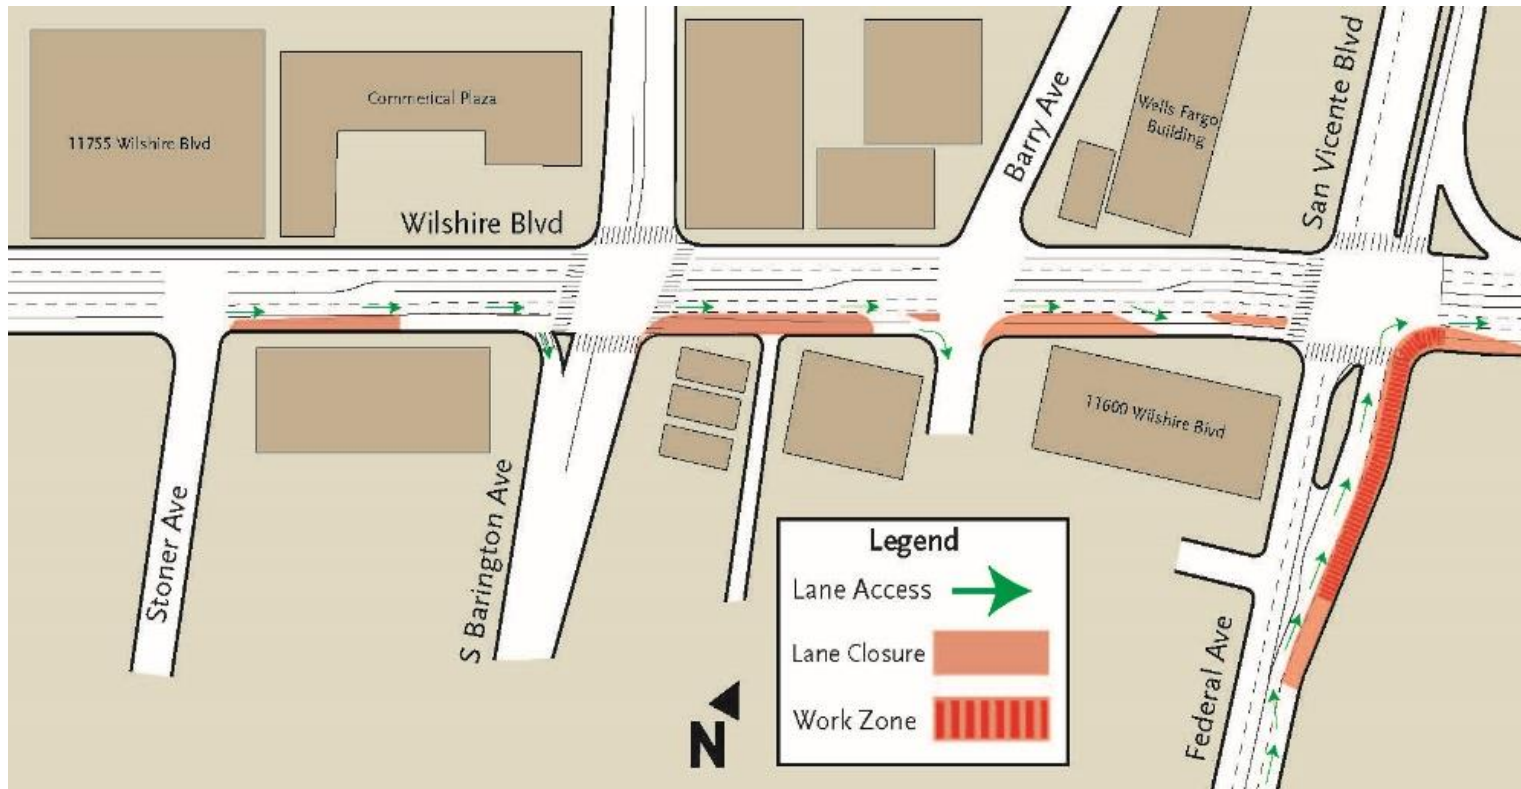 11755 Wilshire Blvd
Commerical Plaza
Wilshire Blvd
Barry Ave
Wells Fargo
Building
San Vicente Blvd
11600 Wilshire Blvd
Stoner Ave
S Barington Ave
Federal Ave
Legend
Lane Access
Lane Closure
Work Zone
N